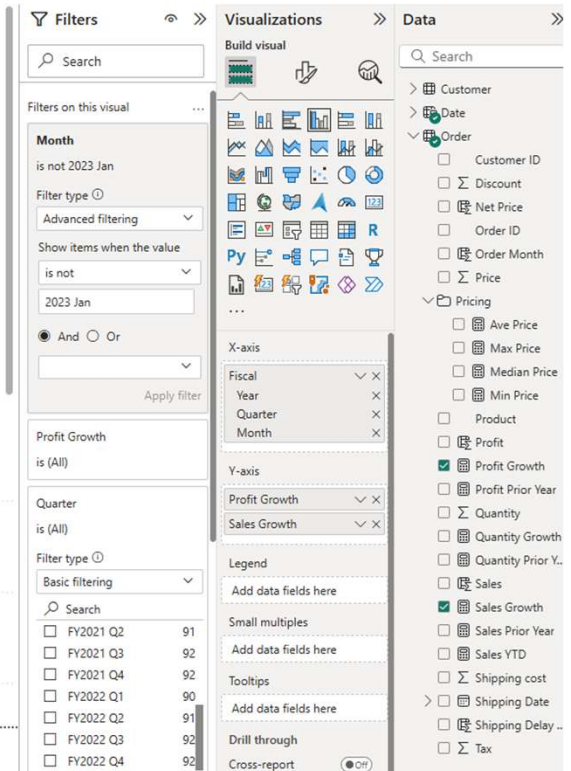 Filters
Search
Filters on this visual
...
Month
is not 2023 Jan
Filter type
Advanced filtering
Show items when the value
is not
2023 Jan
And Or
Apply filter
Profit Growth
is (All)
Quarter
is (All)
Filter type
Basic filtering
Search
FY2021 Q2 91
FY2021 Q3 92
FY2021 Q4 92
FY2022 Q1 90
FY2022 Q2 91
FY2022 Q3 92
FY2022 Q4 92
Visualizations
Build visual
123
R
Py
123
...
X-axis
Fiscal
Year
Quarter
Month
Y-axis
Profit Growth
Sales Growth
Legend
Add data fields here
Small multiples
Add data fields here
Tooltips
Add data fields here
Drill through
Cross-report Off
Data
Search
Customer
Date
Order
Customer ID
Discount
Net Price
Order ID
Order Month
Price
Pricing
Ave Price
Max Price
Median Price
Min Price
Product
Profit
Profit Growth
Profit Prior Year
Quantity
Quantity Growth
Quantity Prior Y...
Sales
Sales Growth
Sales Prior Year
Sales YTD
Shipping cost
Shipping Date
Shipping Delay ...
Tax